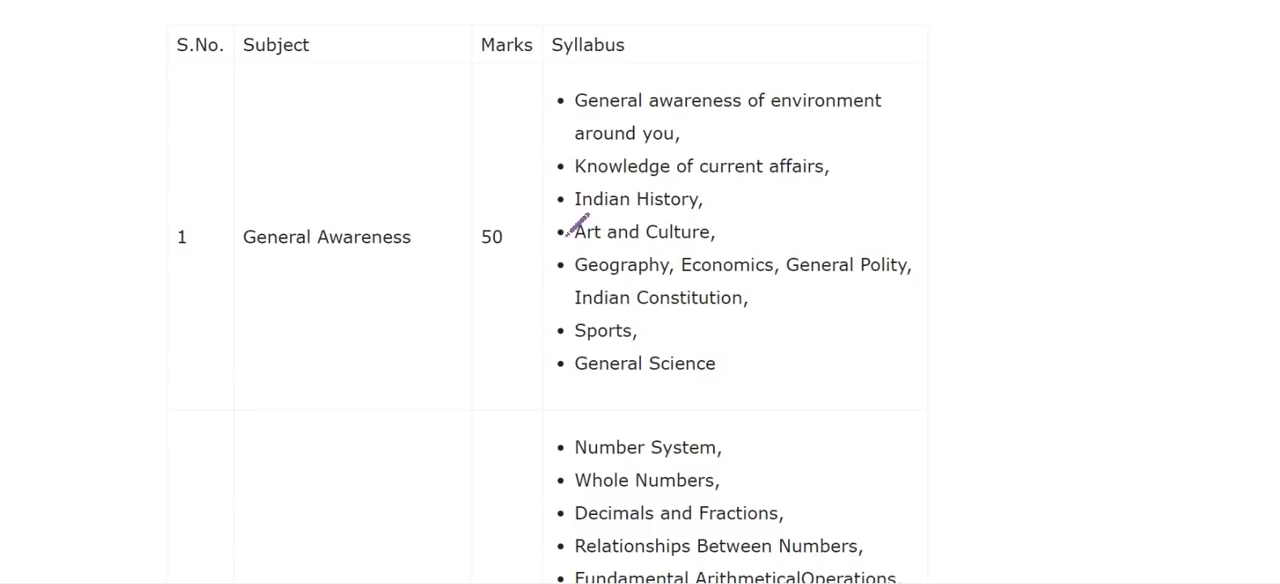 S.No. Subject Marks Syllabus
• General awareness of environment
around you,
• Knowledge of current affairs,
• Indian History,
1 General Awareness 50 • Art and Culture,
• Geography, Economics, General Polity,
Indian Constitution,
• Sports,
• General Science
• Number System,
• Whole Numbers,
• Decimals and Fractions,
• Relationships Between Numbers,
• Fundamental ArithmeticalOperations,